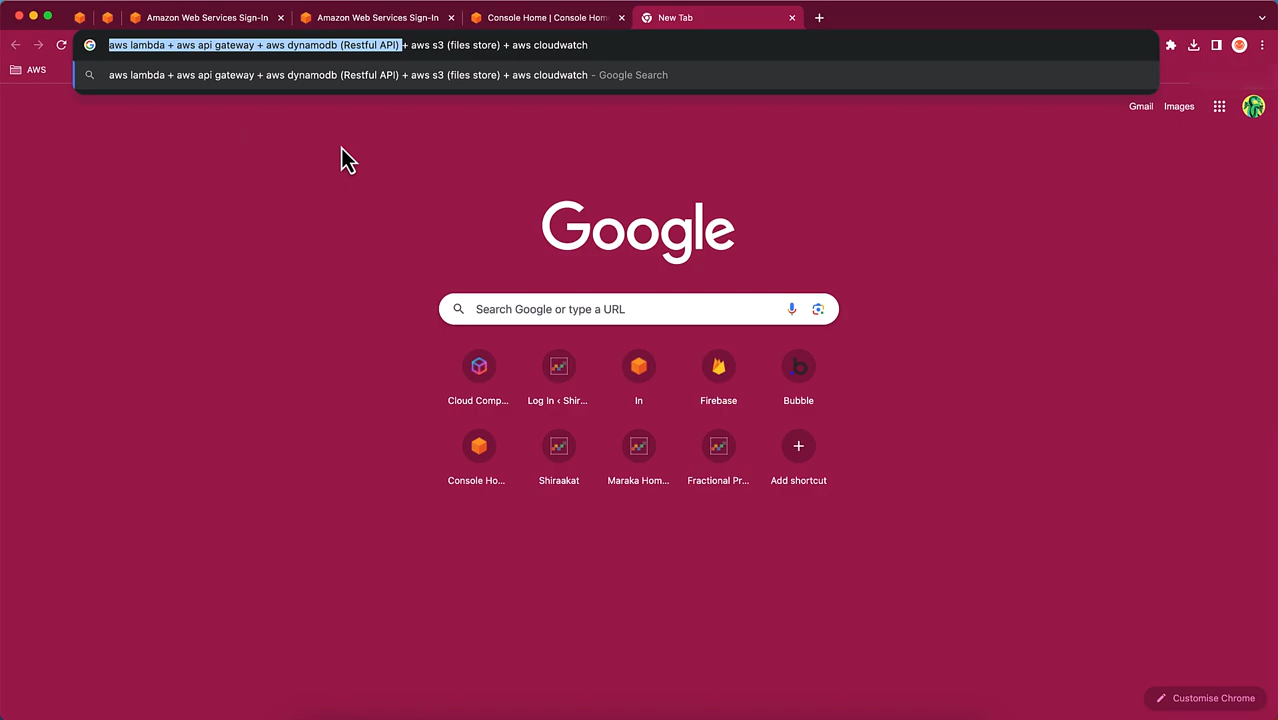 Amazon Web Services Sign-In
Amazon Web Services Sign-In
Console Home | Console Hom
New Tab
aws lambda + aws api gateway + aws dynamodb (Restful API) + aws s3 (files store) + aws cloudwatch
AWS
aws lambda + aws api gateway + aws dynamodb (Restful API) + aws s3 (files store) + aws cloudwatch – Google Search
Gmail
Images
Google
Search Google or type a URL
Cloud Comp...
Log In ‹ Shir...
In
Firebase
Bubble
Console Ho...
Shiraakat
Maraka Hom...
Fractional Pr...
Add shortcut
Customise Chrome